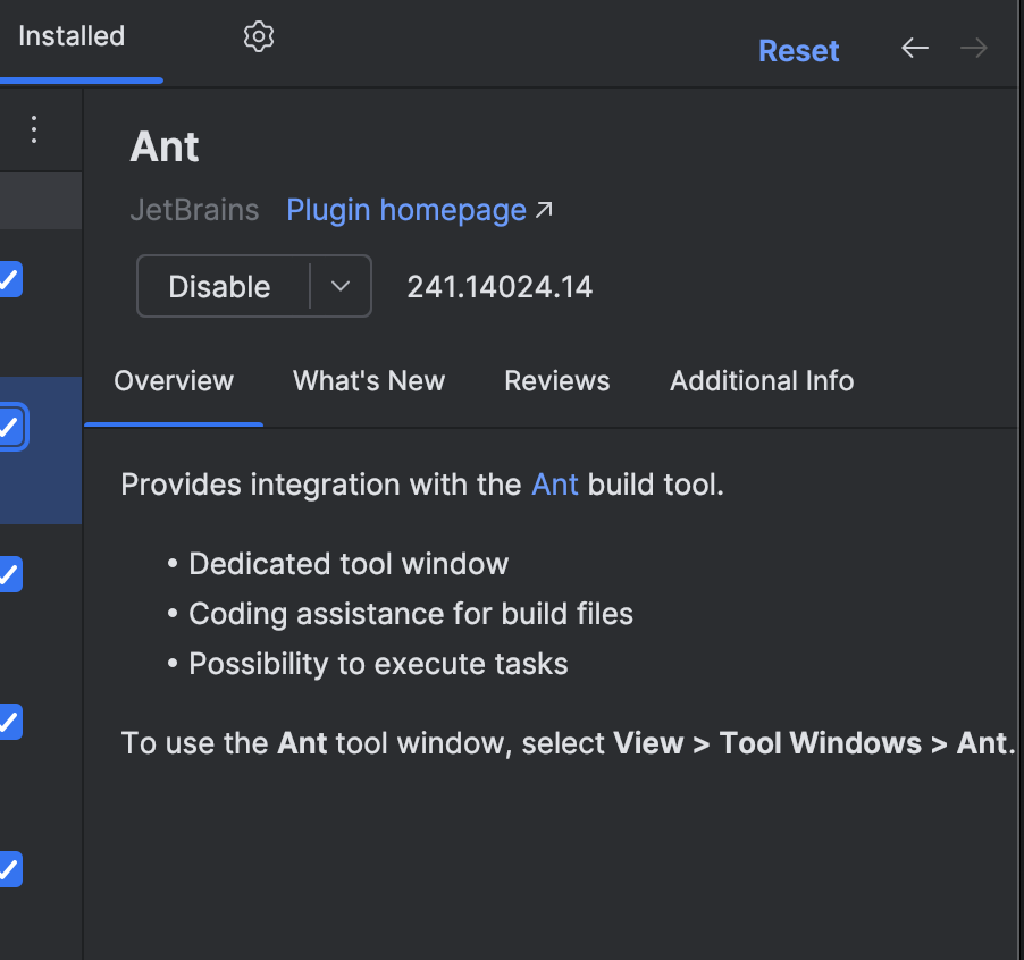 Installed
Reset
Ant
JetBrains Plugin homepage
Disable 241.14024.14
Overview What's New Reviews Additional Info
Provides integration with the Ant build tool.
• Dedicated tool window
• Coding assistance for build files
• Possibility to execute tasks
To use the Ant tool window, select View > Tool Windows > Ant.